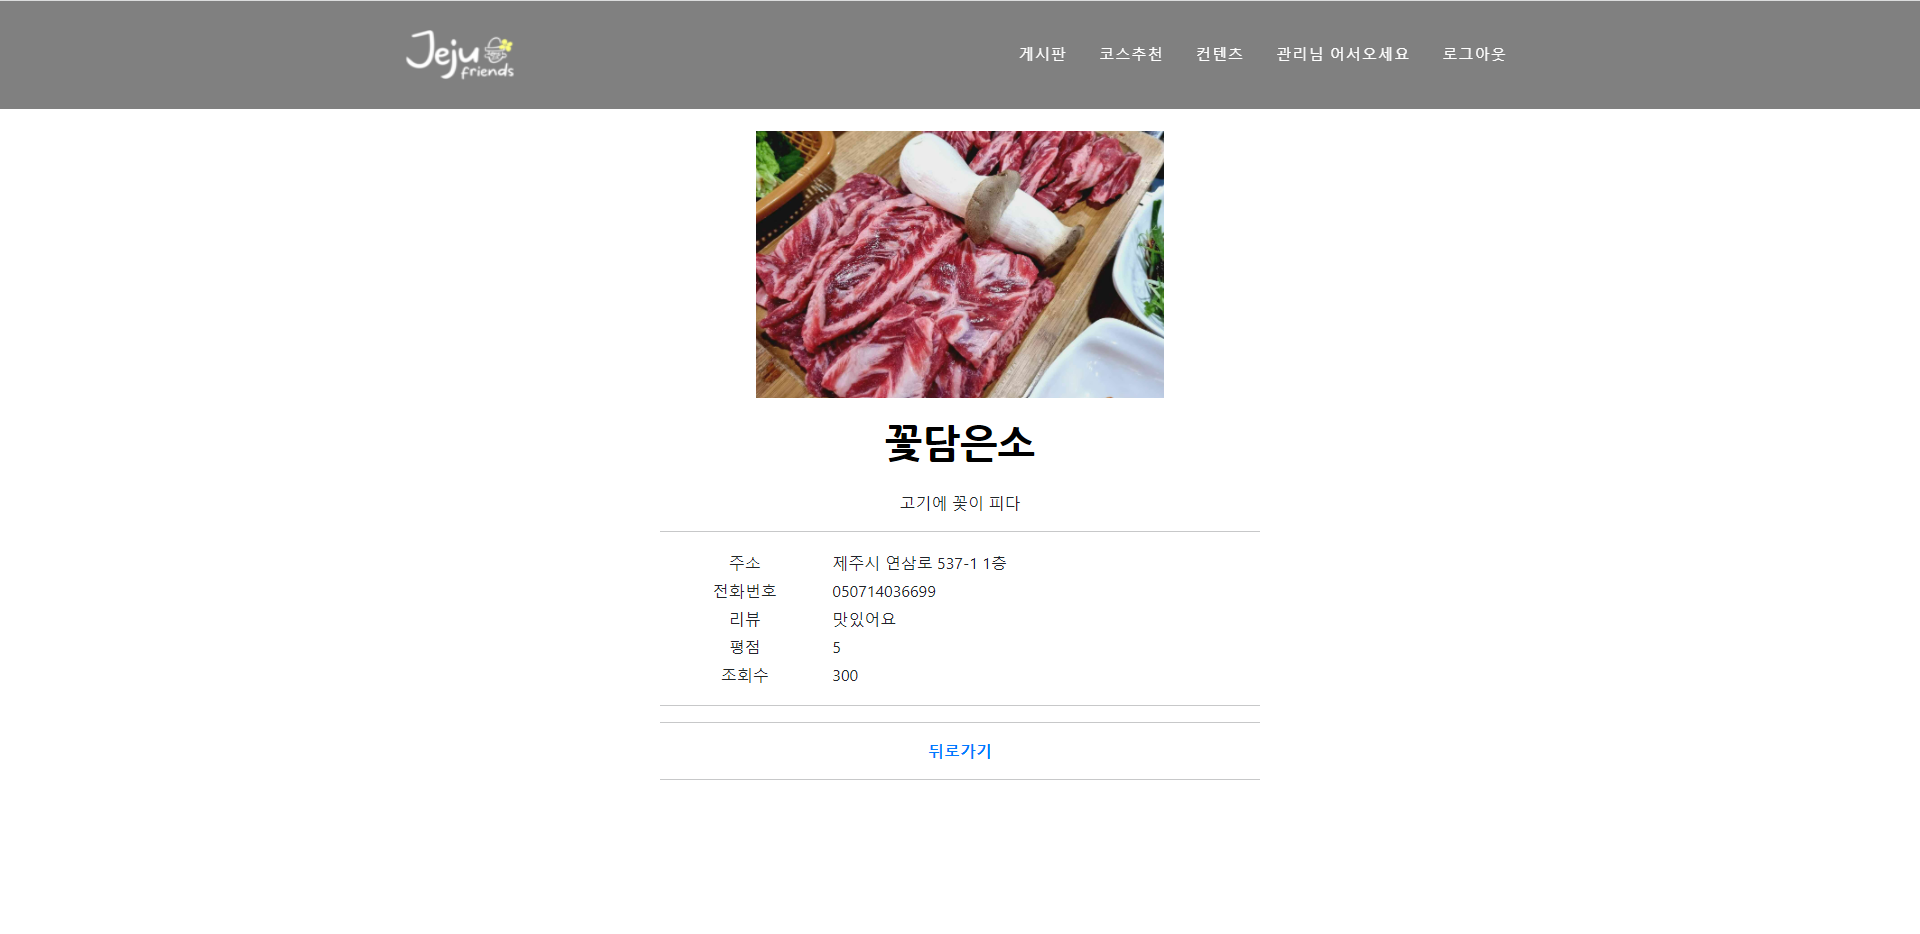 Jeju
friends
게시판 코스추천 컨텐츠 관리님 어서오세요 로그아웃
꽃담은소
고기에 꽃이 피다
주소 제주시 연삼로 537-1 1층
전화번호 050714036699
리뷰 맛있어요
평점 5
조회수 300
뒤로가기